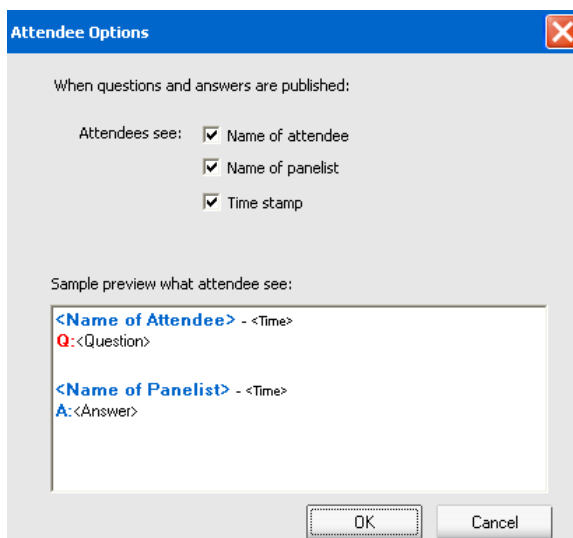 Attendee Options
When questions and answers are published:
Attendees see:
Name of attendee
Name of panelist
Time stamp
Sample preview what attendee see:
<Name of Attendee> - <Time>
Q:<Question>
<Name of Panelist> - <Time>
A:<Answer>
OK
Cancel